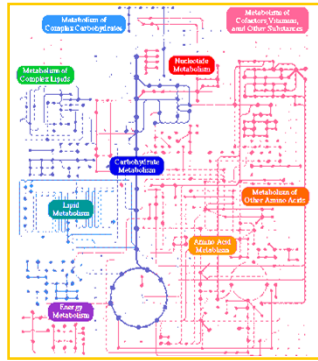 Metabolism of
Complex Carbohydrates
Metabolism of
Cofactors, Vitamins,
and Other Substances
Nucleotide
Metabolism
Metabolism of
Complex Lipids
Carbohydrate
Metabolism
Metabolism of
Other Amino Acids
Lipid
Metabolism
Amino Acid
Metabolism
Energy
Metabolism